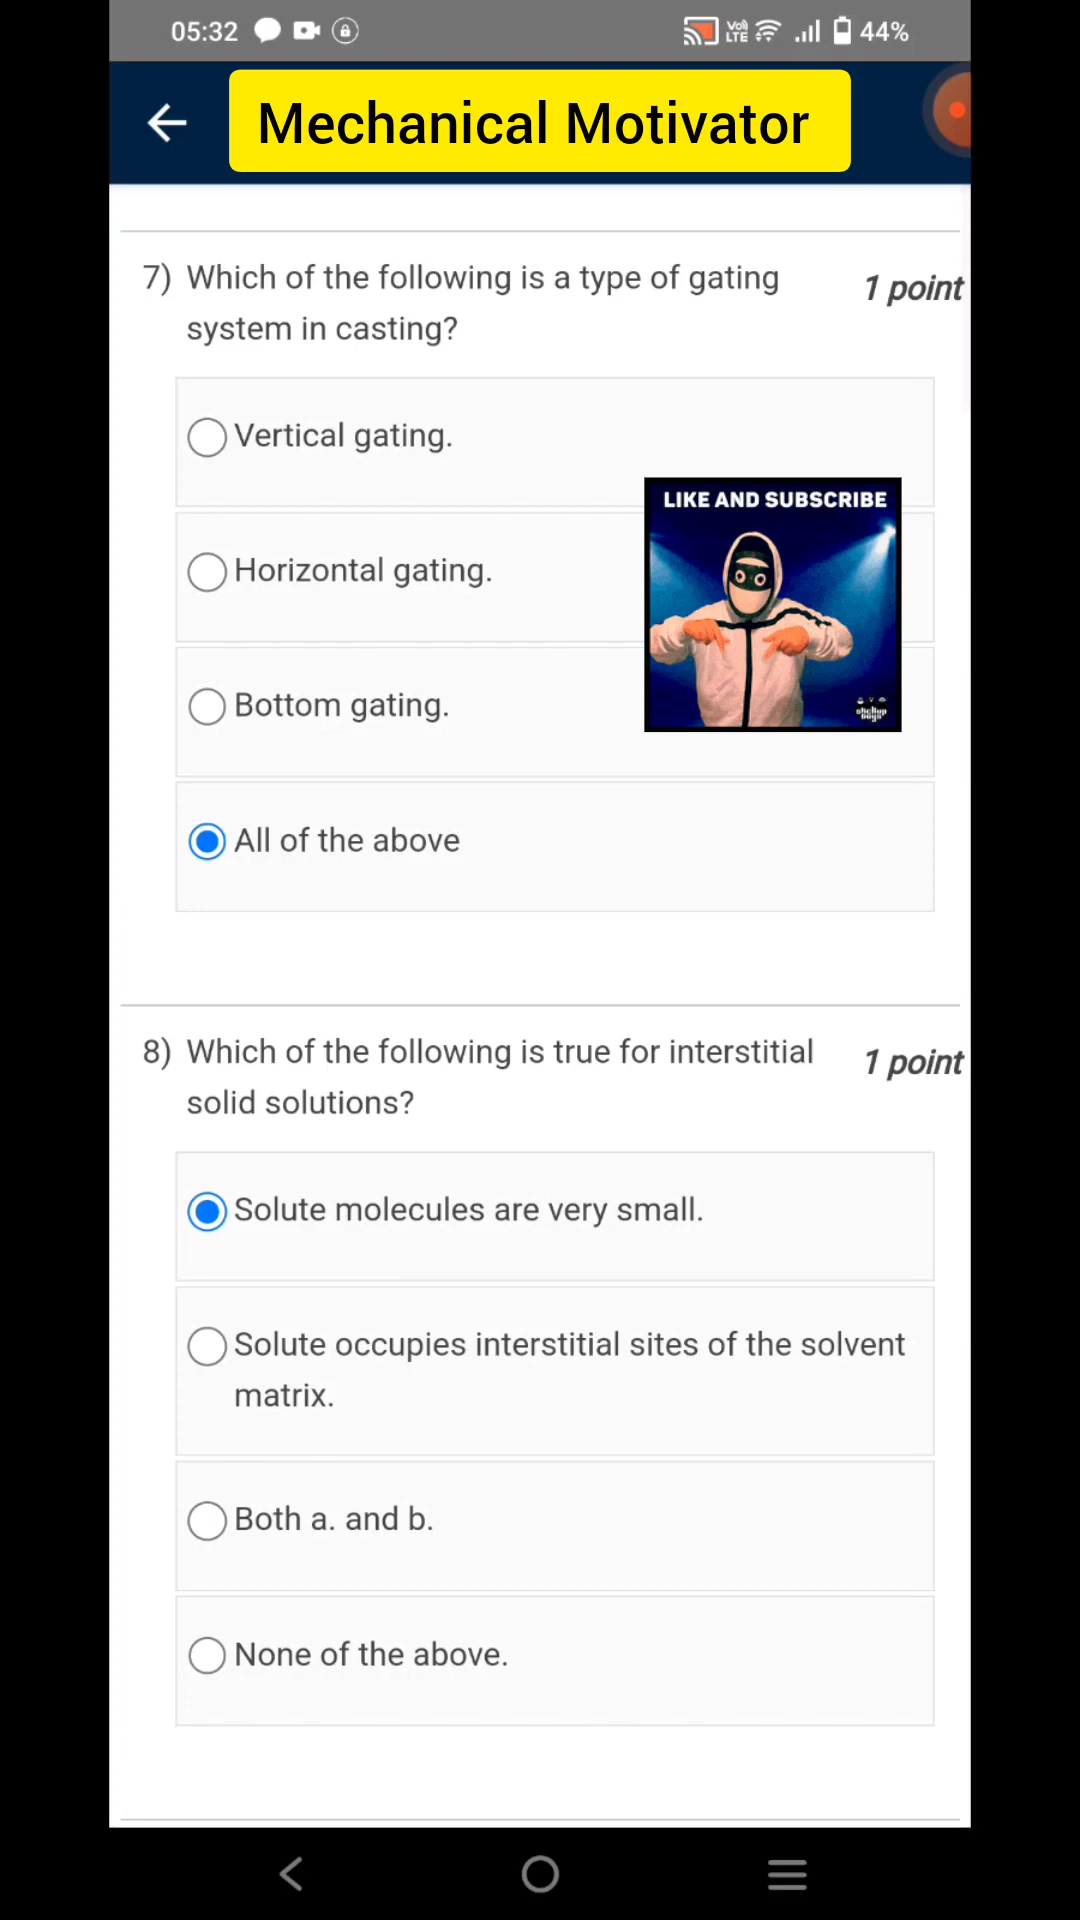 05:32 Vo) LTE 44%
Mechanical Motivator
7) Which of the following is a type of gating 1 point
system in casting?
Vertical gating.
LIKE AND SUBSCRIBE
Horizontal gating.
Bottom gating.
All of the above
8) Which of the following is true for interstitial 1 point
solid solutions?
Solute molecules are very small.
Solute occupies interstitial sites of the solvent
matrix.
Both a. and b.
None of the above.